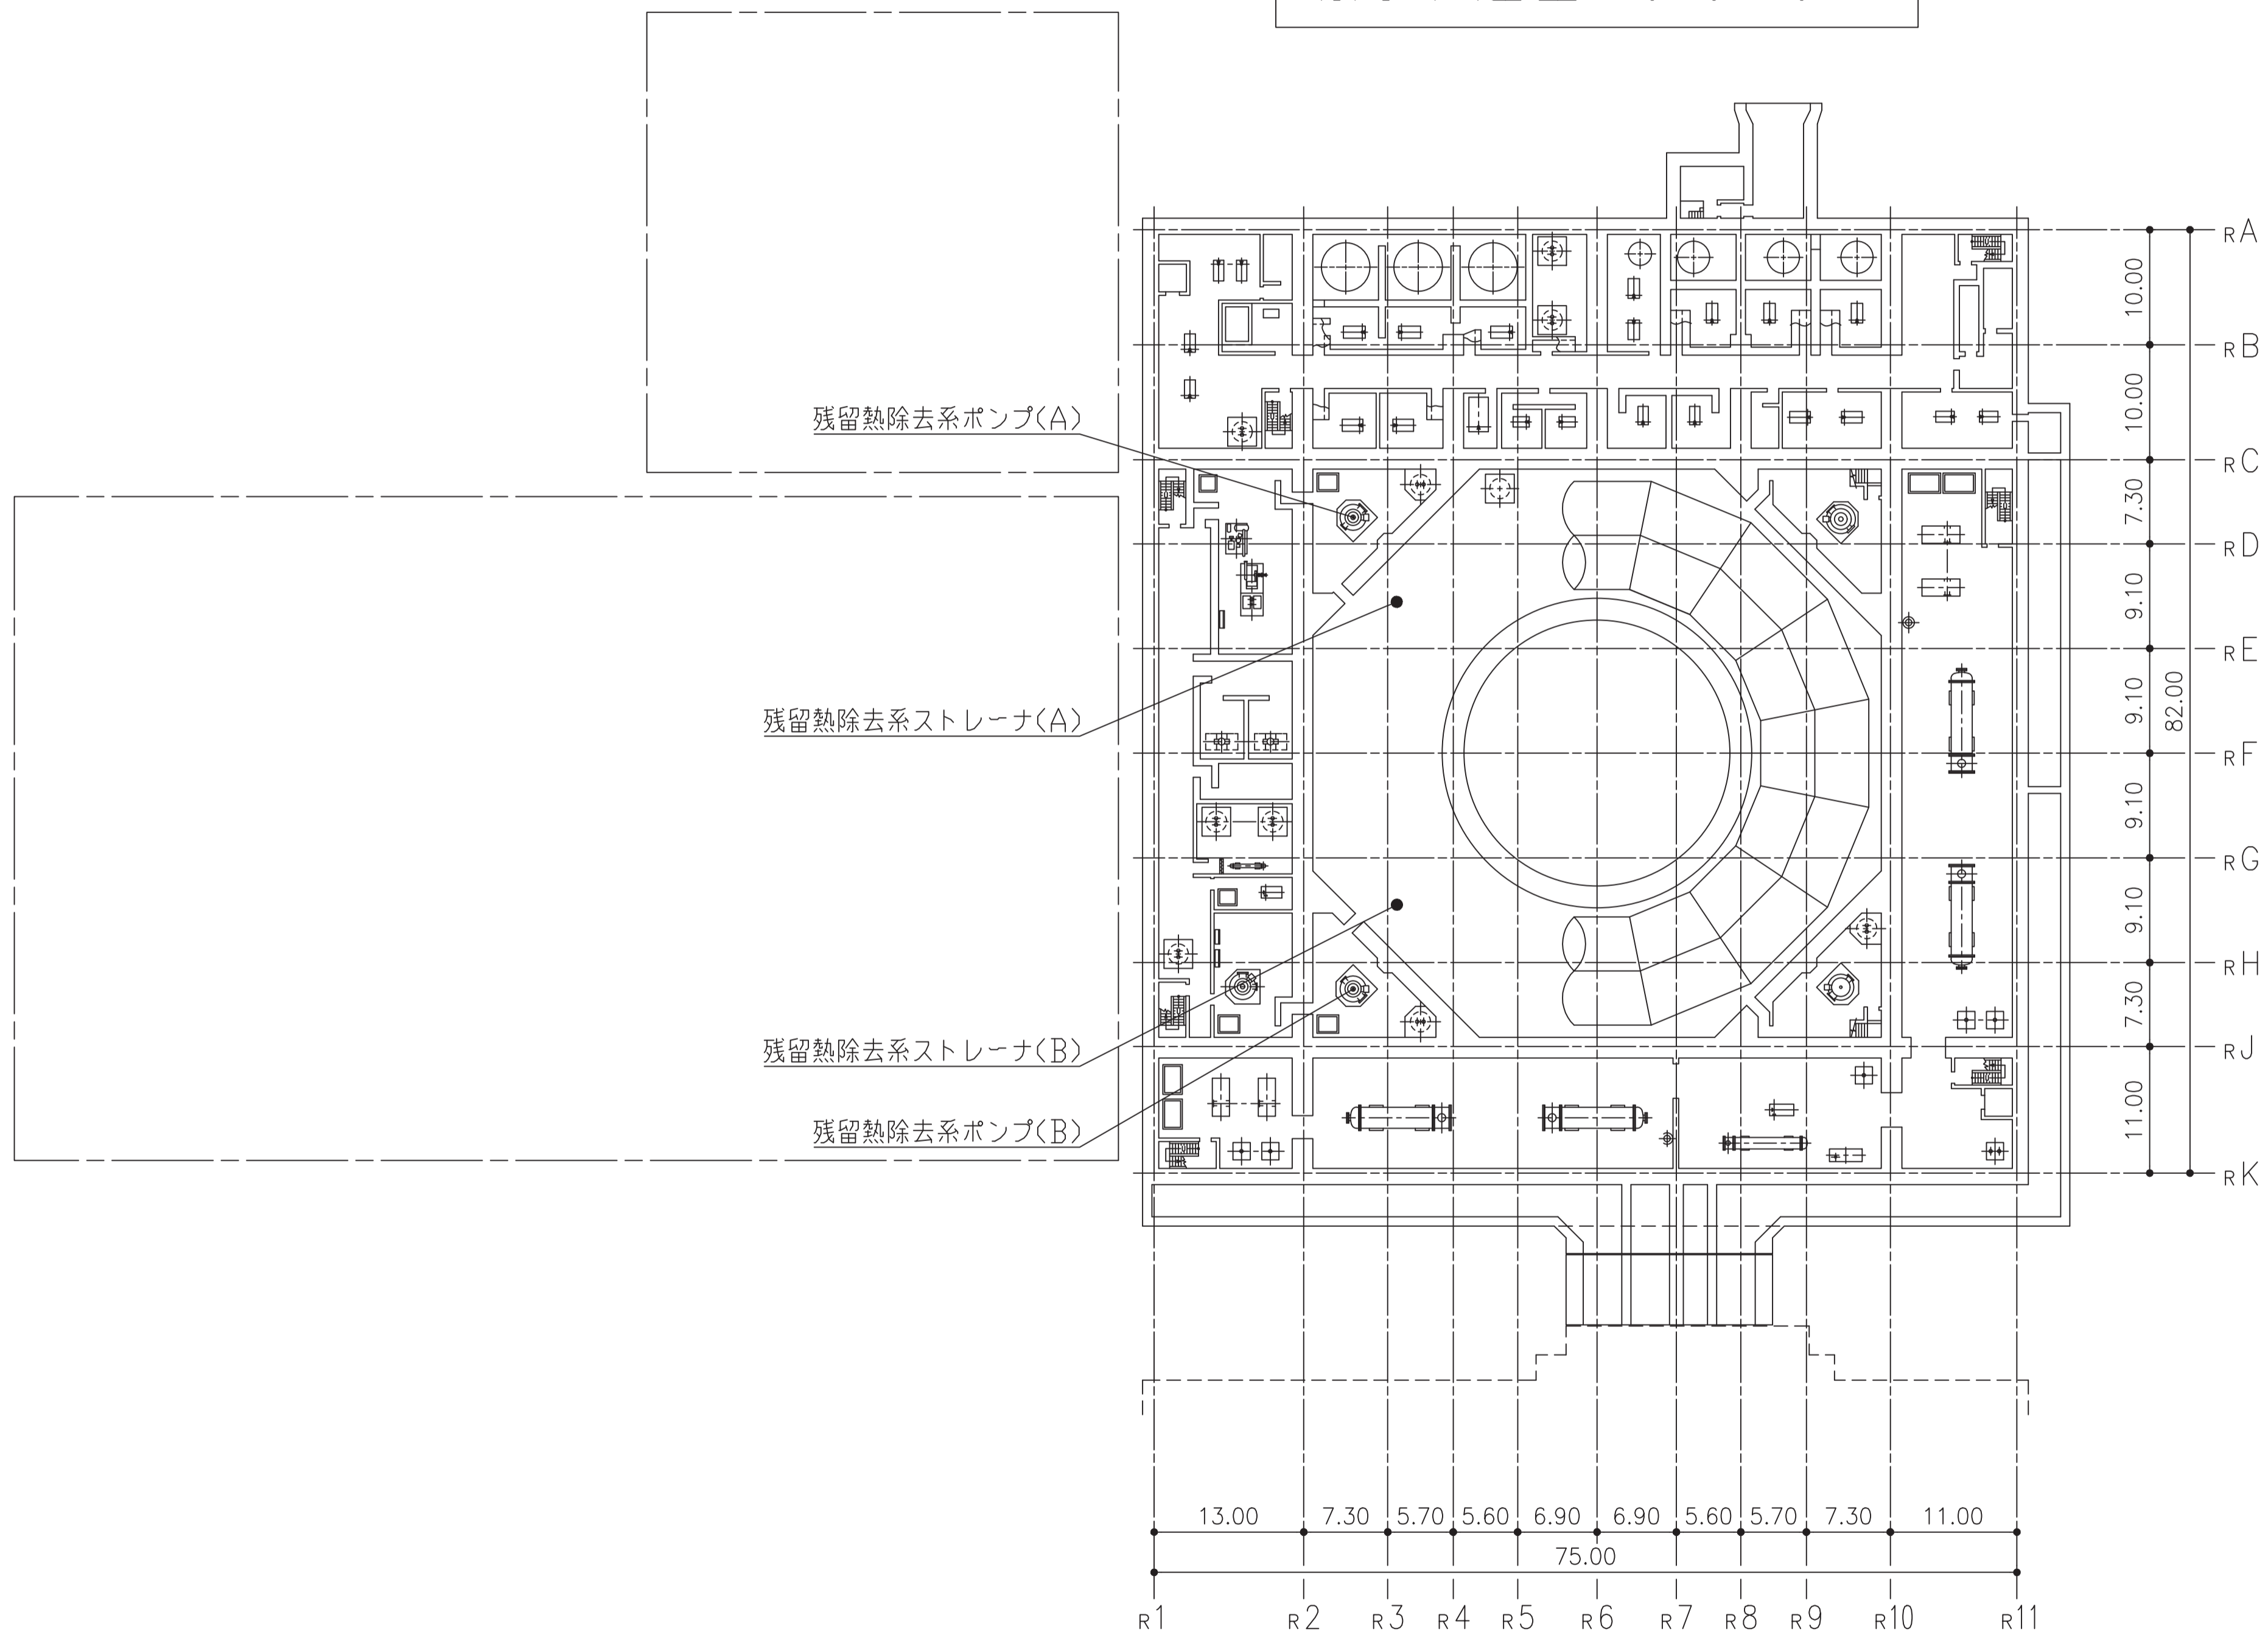 RA
10.00
RB
残留熱除去系ポンプ(A)
10.00
RC
7.30
RD
9.10
RE
残留熱除去系ストレーナ(A)
9.10
82.00
RF
9.10
RG
9.10
RH
7.30
残留熱除去系ストレーナ(B)
RJ
11.00
残留熱除去系ポンプ(B)
RK
13.00 7.30 5.70 5.60 6.90 6.90 5.60 5.70 7.30 11.00
75.00
R1 R2 R3 R4 R5 R6 R7 R8 R9 R10 R11